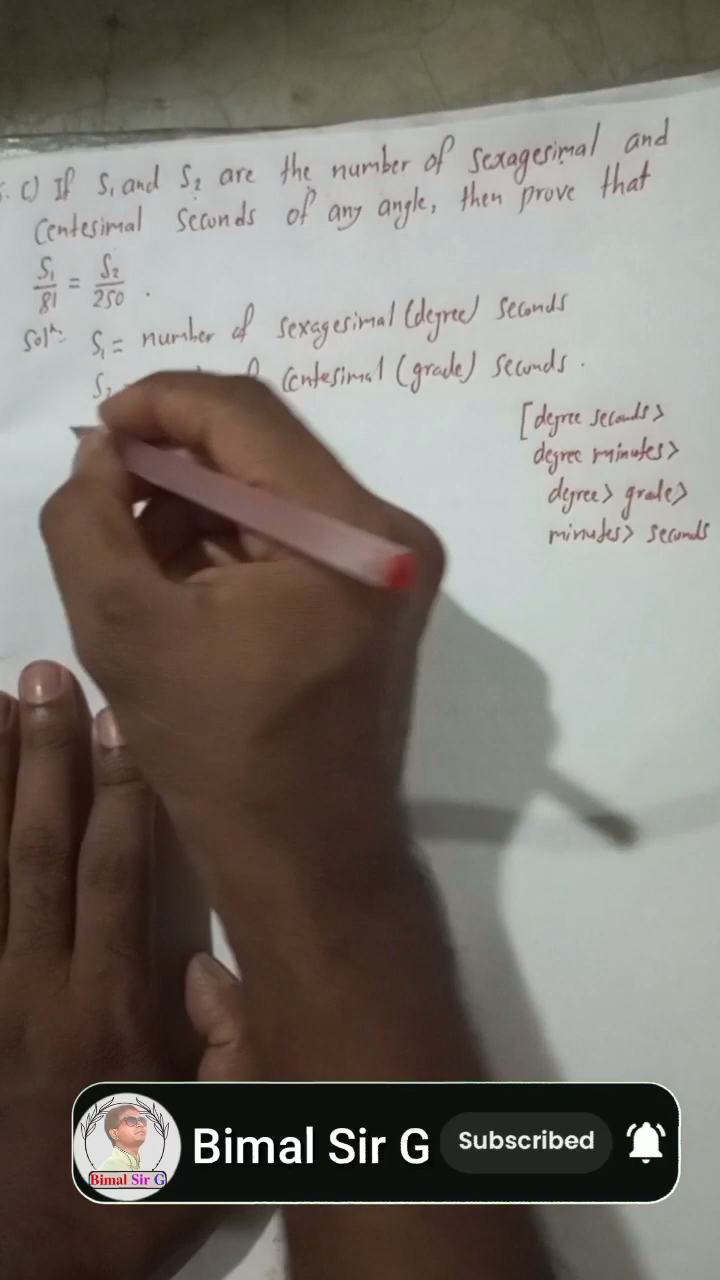 c) If S₁ and S₂ are the number of sexagesimal and
Centesimal Seconds of any angle, then prove that
S₁/81 = S₂/250 .
Solⁿ: S₁ = number of sexagesimal (degree) seconds
S₂ Centesimal (grade) seconds .
[degree seconds >
degree minutes >
degree > grade >
minutes > seconds
Bimal Sir G
Bimal Sir G
Subscribed